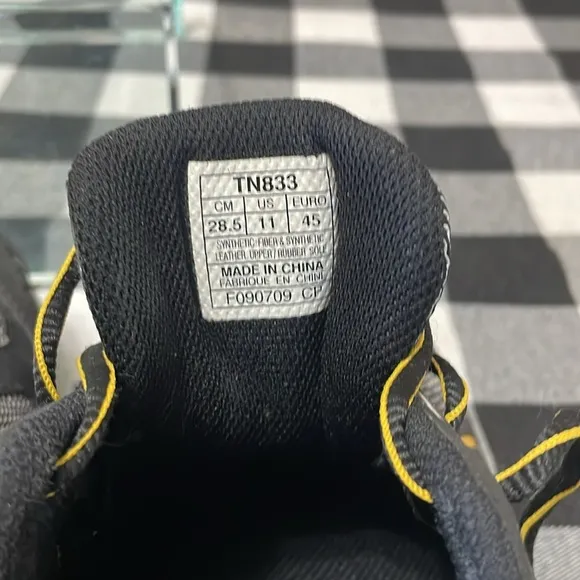 TN833
CM US EURO
28.5 11 45
SYNTHETIC FIBER & SYNTHETIC
LEATHER UPPER/RUBBER SOLE
MADE IN CHINA
FABRIQUE EN CHINE
F090709 CP